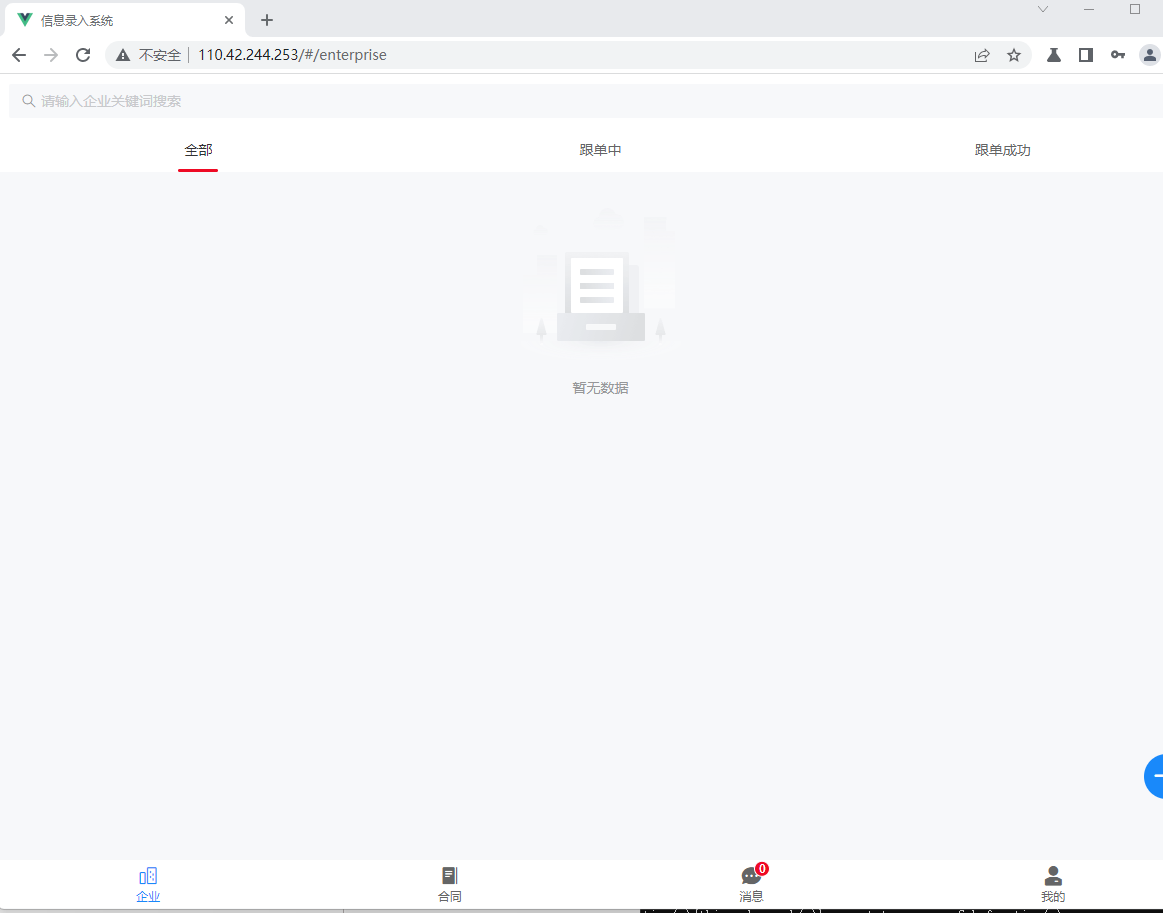 信息录入系统
不安全 110.42.244.253/#/enterprise
请输入企业关键词搜索
全部 跟单中 跟单成功
暂无数据
0
企业 合同 消息 我的